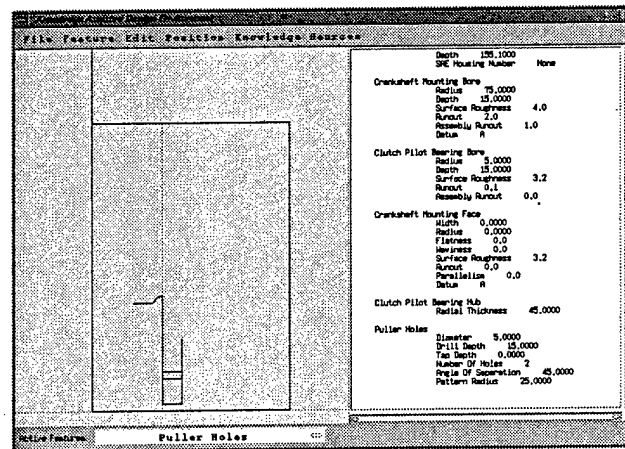 File Feature Edit Position Knowledge Sources
Depth 155.1000
SAE Housing Number None
Crankshaft Mounting Bore
Radius 75.0000
Depth 15.0000
Surface Roughness 4.0
Runout 2.0
Assembly Runout 1.0
Datum A
Clutch Pilot Bearing Bore
Radius 5.0000
Depth 15.0000
Surface Roughness 3.2
Runout 0.1
Assembly Runout 0.0
Crankshaft Mounting Face
Width 0.0000
Radius 0.0000
Flatness 0.0
Waviness 0.0
Surface Roughness 3.2
Runout 0.0
Parallelism 0.0
Datum A
Clutch Pilot Bearing Hub
Radial Thickness 45.0000
Puller Holes
Diameter 5.0000
Drill Depth 15.0000
Tap Depth 0.0000
Number Of Holes 2
Angle Of Seperation 45.0000
Pattern Radius 25.0000
Active Features Puller Holes